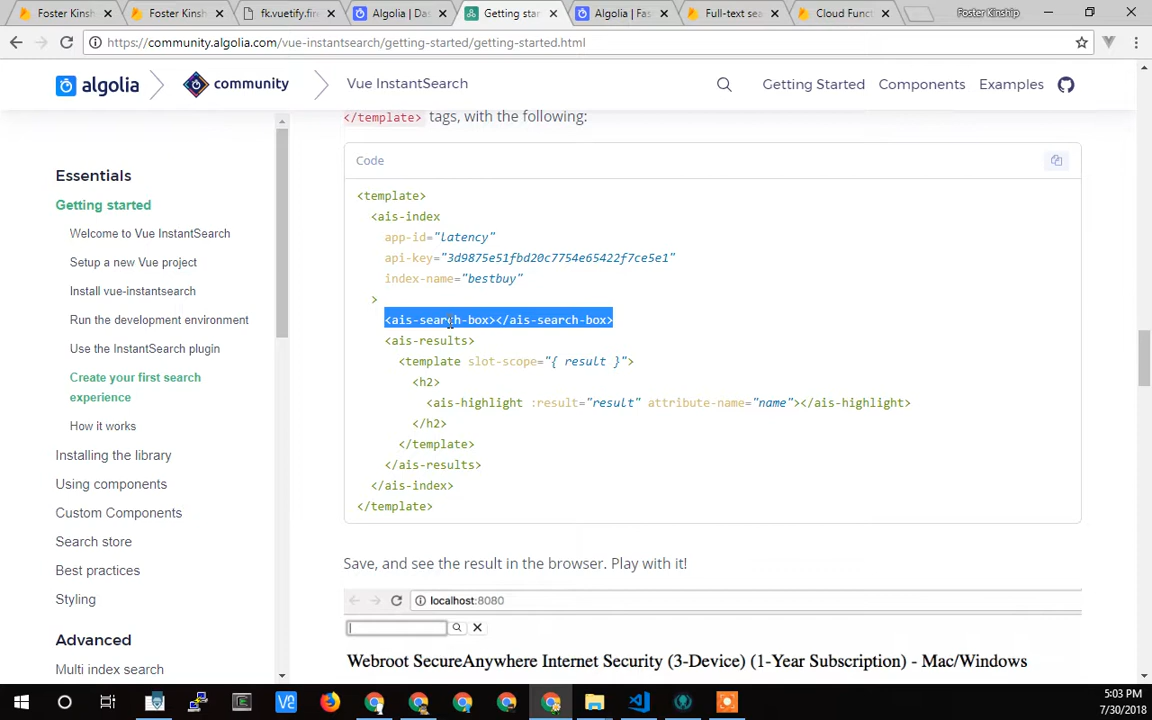 Foster Kinsh
Foster Kinsh
fk.vuetify.fire
Algolia | Da
Getting star
Algolia | Fas
Full-text sea
Cloud Funct
Foster Kinship
https://community.algolia.com/vue-instantsearch/getting-started/getting-started.html
algolia
community
Vue InstantSearch
Getting Started
Components
Examples
Essentials
Getting started
Welcome to Vue InstantSearch
Setup a new Vue project
Install vue-instantsearch
Run the development environment
Use the InstantSearch plugin
Create your first search
experience
How it works
Installing the library
Using components
Custom Components
Search store
Best practices
Styling
Advanced
Multi index search
</template> tags, with the following:
Code
<template>
<ais-index
app-id="latency"
api-key="3d9875e51fbd20c7754e65422f7ce5e1"
index-name="bestbuy"
>
<ais-search-box></ais-search-box>
<ais-results>
<template slot-scope="{ result }">
<h2>
<ais-highlight :result="result" attribute-name="name"></ais-highlight>
</h2>
</template>
</ais-results>
</ais-index>
</template>
Save, and see the result in the browser. Play with it!
localhost:8080
Webroot SecureAnywhere Internet Security (3-Device) (1-Year Subscription) - Mac/Windows
5:03 PM
7/30/2018